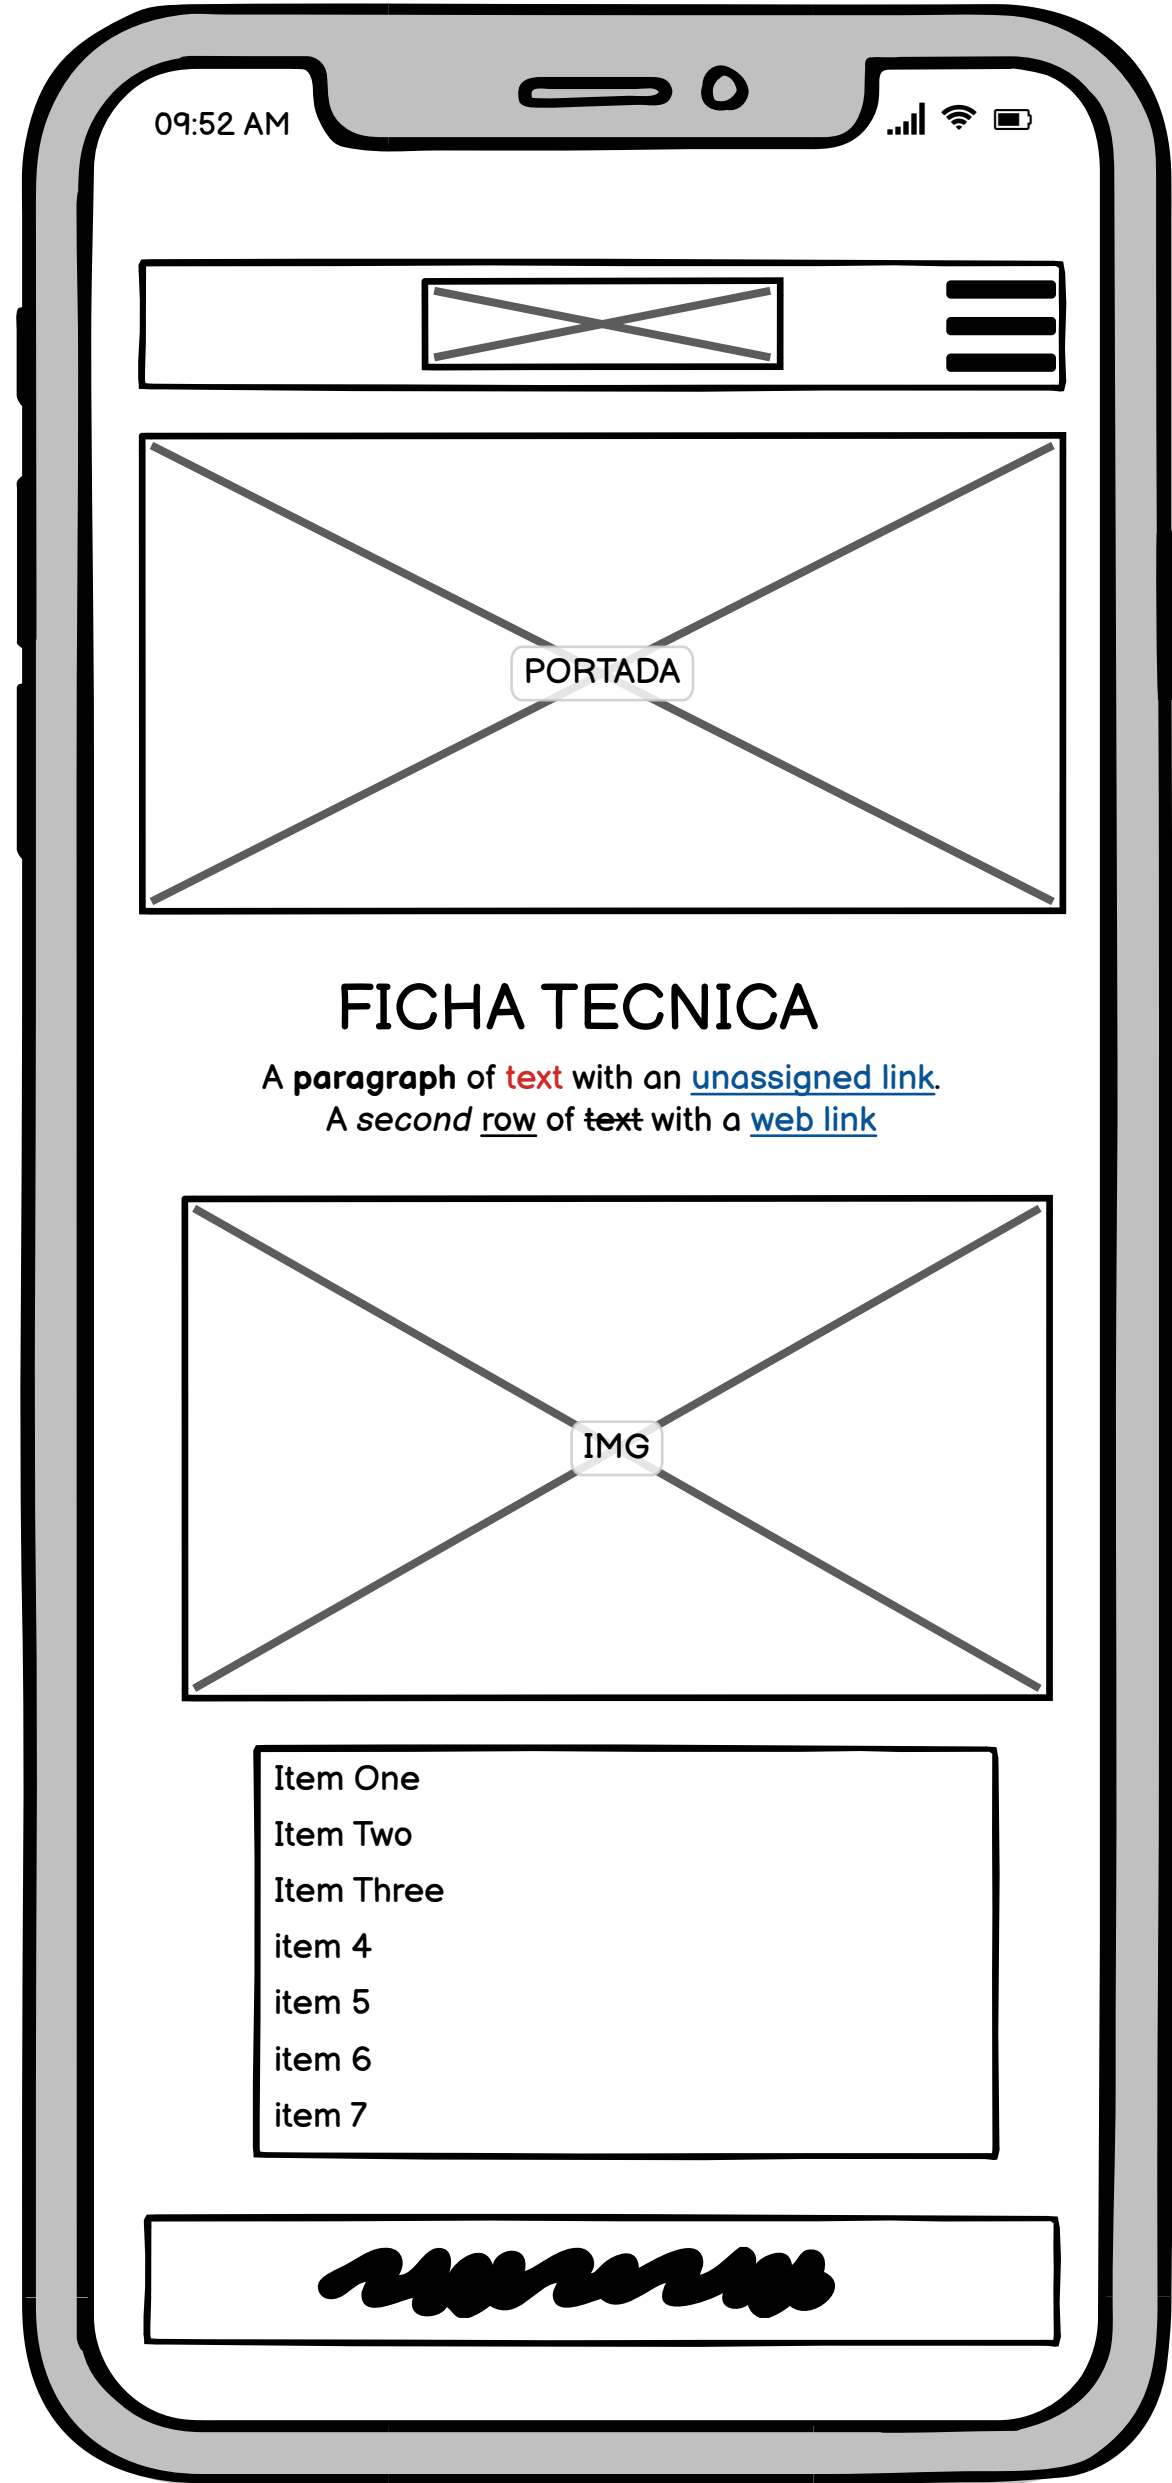 09:52 AM
PORTADA
FICHA TECNICA
A paragraph of text with an unassigned link.
A second row of text with a web link
IMG
Item One
Item Two
Item Three
item 4
item 5
item 6
item 7